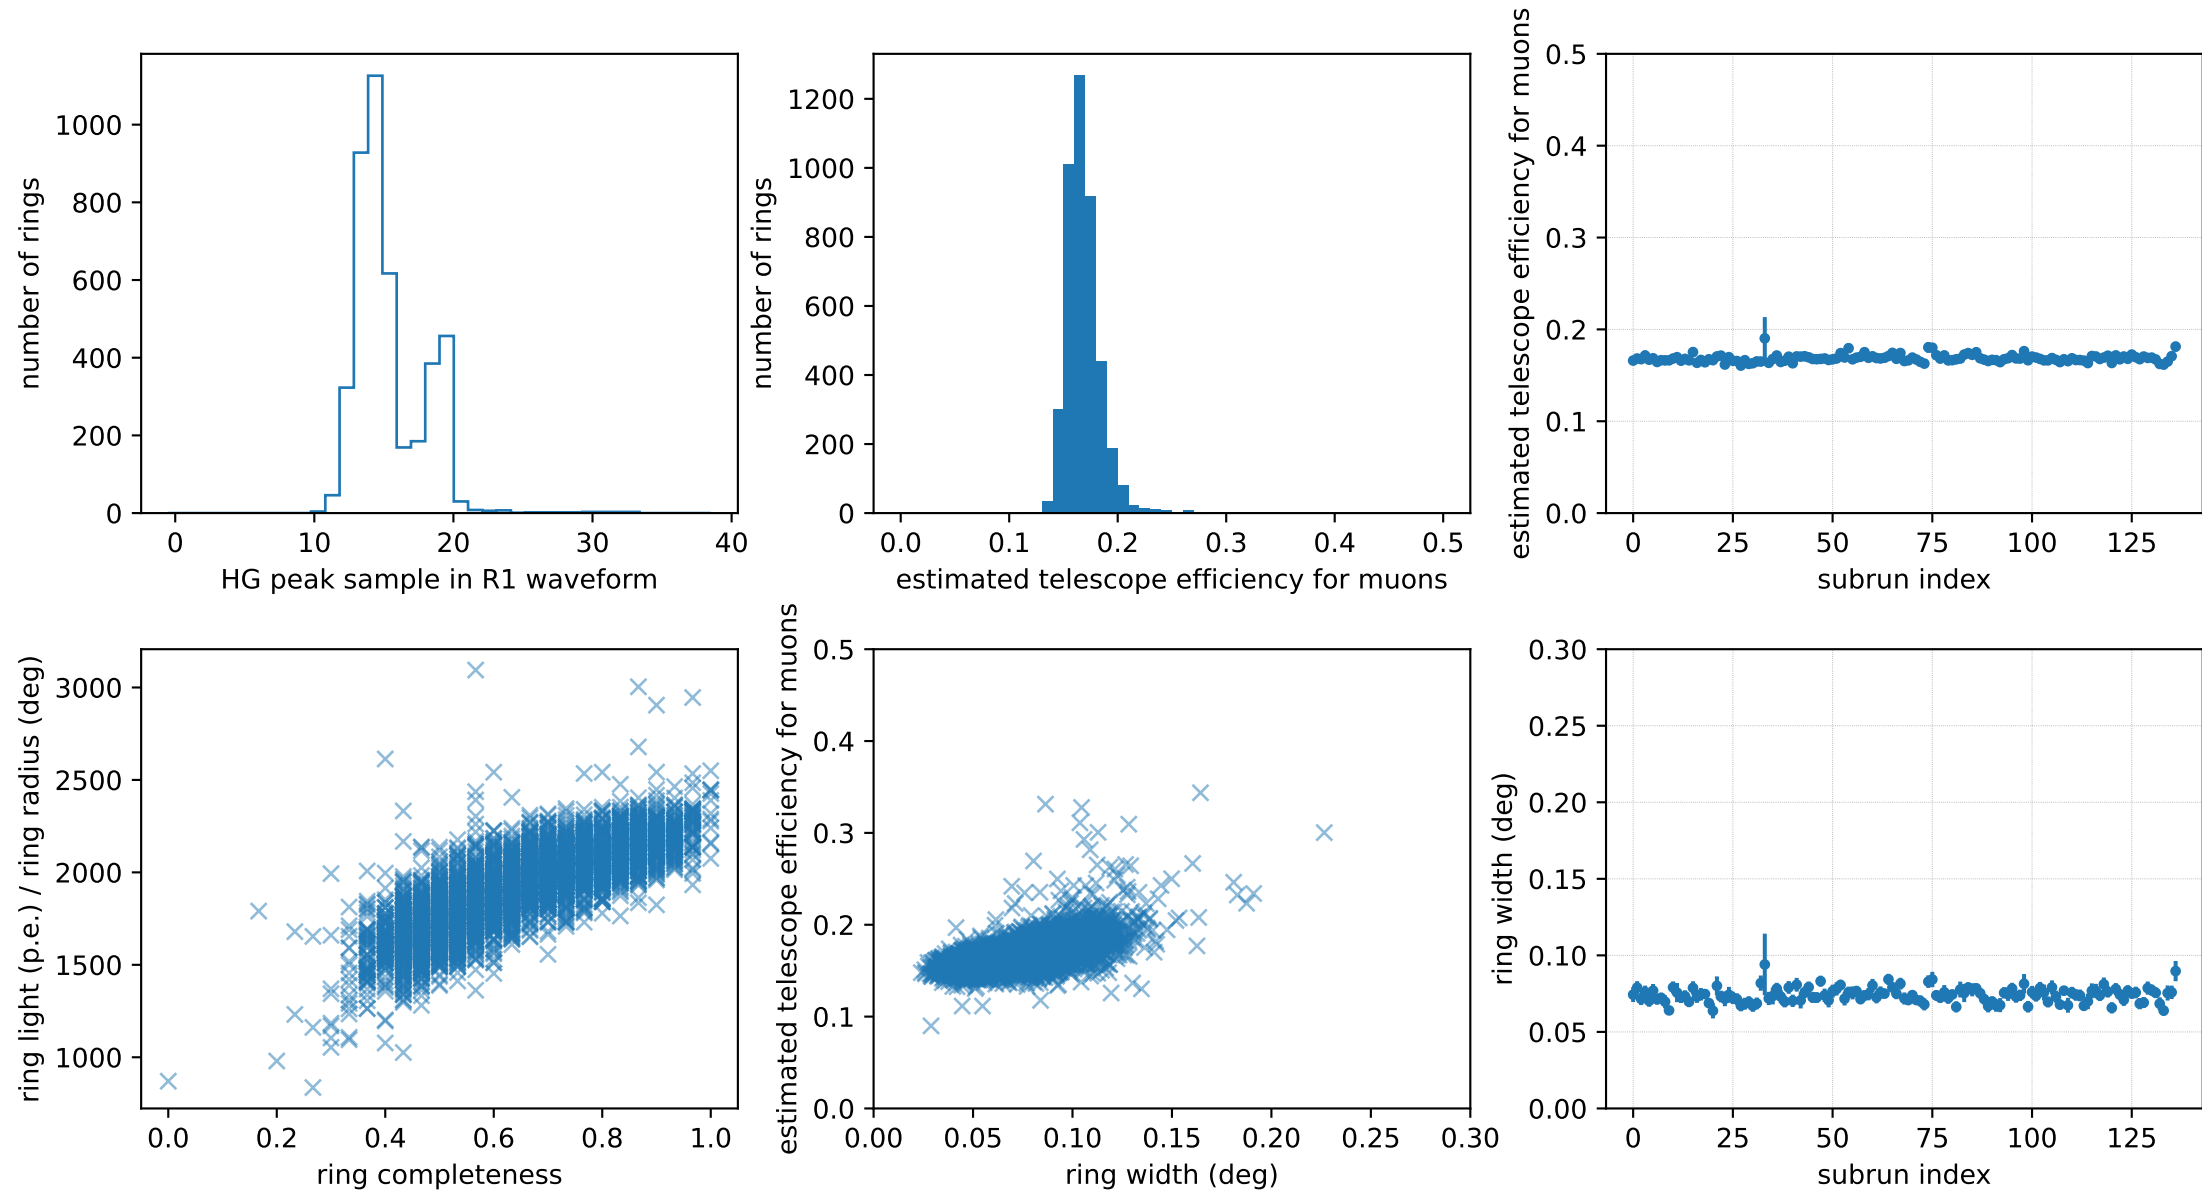 number of rings
1000
800
600
400
200
0
0 10 20 30 40
HG peak sample in R1 waveform
number of rings
1200
1000
800
600
400
200
0
0.0 0.1 0.2 0.3 0.4 0.5
estimated telescope efficiency for muons
estimated telescope efficiency for muons
0.5
0.4
0.3
0.2
0.1
0.0
0 25 50 75 100 125
subrun index
ring light (p.e.) / ring radius (deg)
3000
2500
2000
1500
1000
0.0 0.2 0.4 0.6 0.8 1.0
ring completeness
estimated telescope efficiency for muons
0.5
0.4
0.3
0.2
0.1
0.0
0.00 0.05 0.10 0.15 0.20 0.25 0.30
ring width (deg)
ring width (deg)
0.30
0.25
0.20
0.15
0.10
0.05
0.00
0 25 50 75 100 125
subrun index